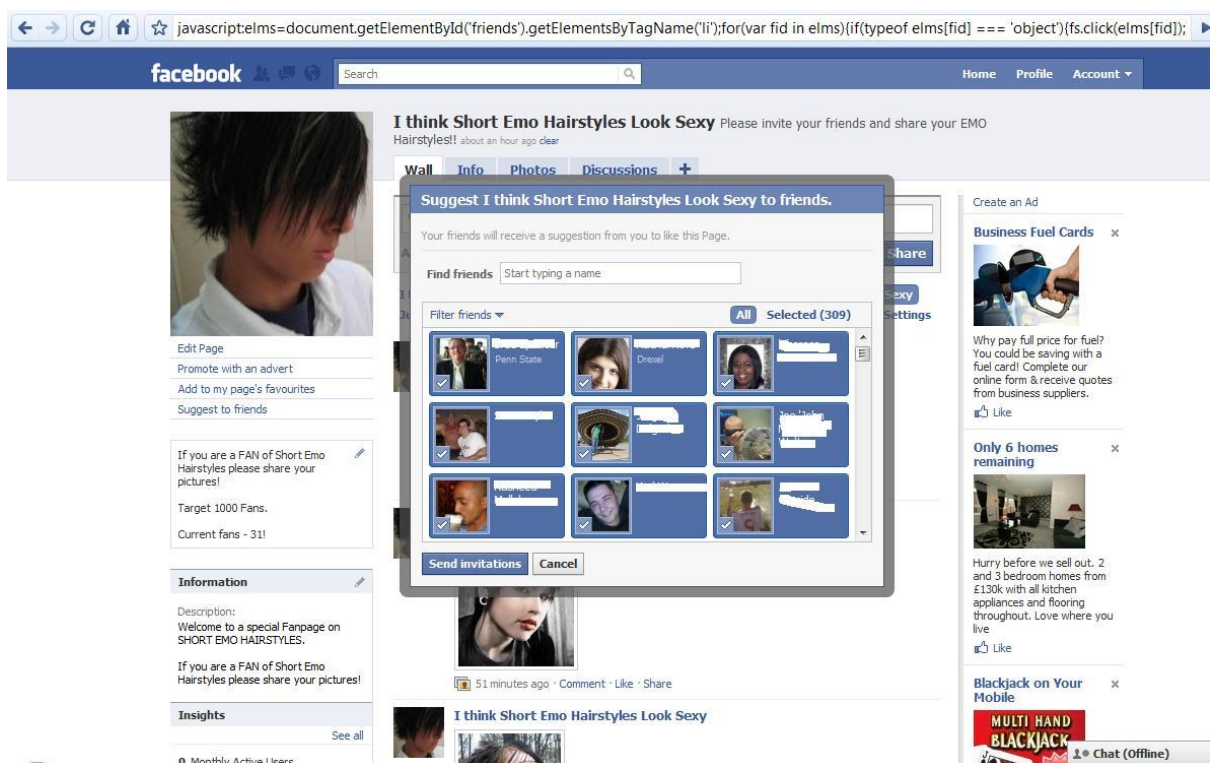 javascript:elms=document.getElementById('friends').getElementsByTagName('li');for(var fid in elms){if(typeof elms[fid] === 'object'){fs.click(elms[fid]);
facebook
Search
Home Profile Account
I think Short Emo Hairstyles Look Sexy Please invite your friends and share your EMO
Hairstyles!! about an hour ago clear
Wall Info Photos Discussions +
Suggest I think Short Emo Hairstyles Look Sexy to friends.
Your friends will receive a suggestion from you to like this Page.
Find friends Start typing a name
Filter friends All Selected (309)
Penn State
Drexel
Send invitations Cancel
Share
Sexy
Settings
Edit Page
Promote with an advert
Add to my page's favourites
Suggest to friends
If you are a FAN of Short Emo
Hairstyles please share your
pictures!
Target 1000 Fans.
Current fans - 31!
Information
Description:
Welcome to a special Fanpage on
SHORT EMO HAIRSTYLES.
If you are a FAN of Short Emo
Hairstyles please share your pictures!
Insights
See all
0 Monthly Active Users
51 minutes ago · Comment · Like · Share
I think Short Emo Hairstyles Look Sexy
Create an Ad
Business Fuel Cards
Why pay full price for fuel?
You could be saving with a
fuel card! Complete our
online form & receive quotes
from business suppliers.
Like
Only 6 homes
remaining
Hurry before we sell out. 2
and 3 bedroom homes from
£130k with all kitchen
appliances and flooring
throughout. Love where you
live
Like
Blackjack on Your
Mobile
MULTI HAND
BLACKJACK
Chat (Offline)